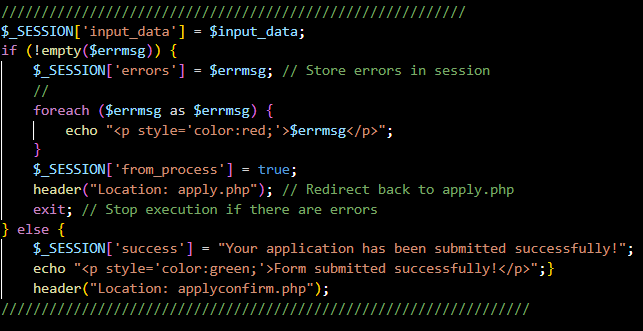 //////////////////////////////////////////////////////////
$_SESSION['input_data'] = $input_data;
if (!empty($errmsg)) {
    $_SESSION['errors'] = $errmsg; // Store errors in session
    //
    foreach ($errmsg as $errmsg) {
        echo "<p style='color:red;'>$errmsg</p>";
    }
    $_SESSION['from_process'] = true;
    header("Location: apply.php"); // Redirect back to apply.php
    exit; // Stop execution if there are errors
} else {
    $_SESSION['success'] = "Your application has been submitted successfully!";
    echo "<p style='color:green;'>Form submitted successfully!</p>";}
    header("Location: applyconfirm.php");
//////////////////////////////////////////////////////////////////